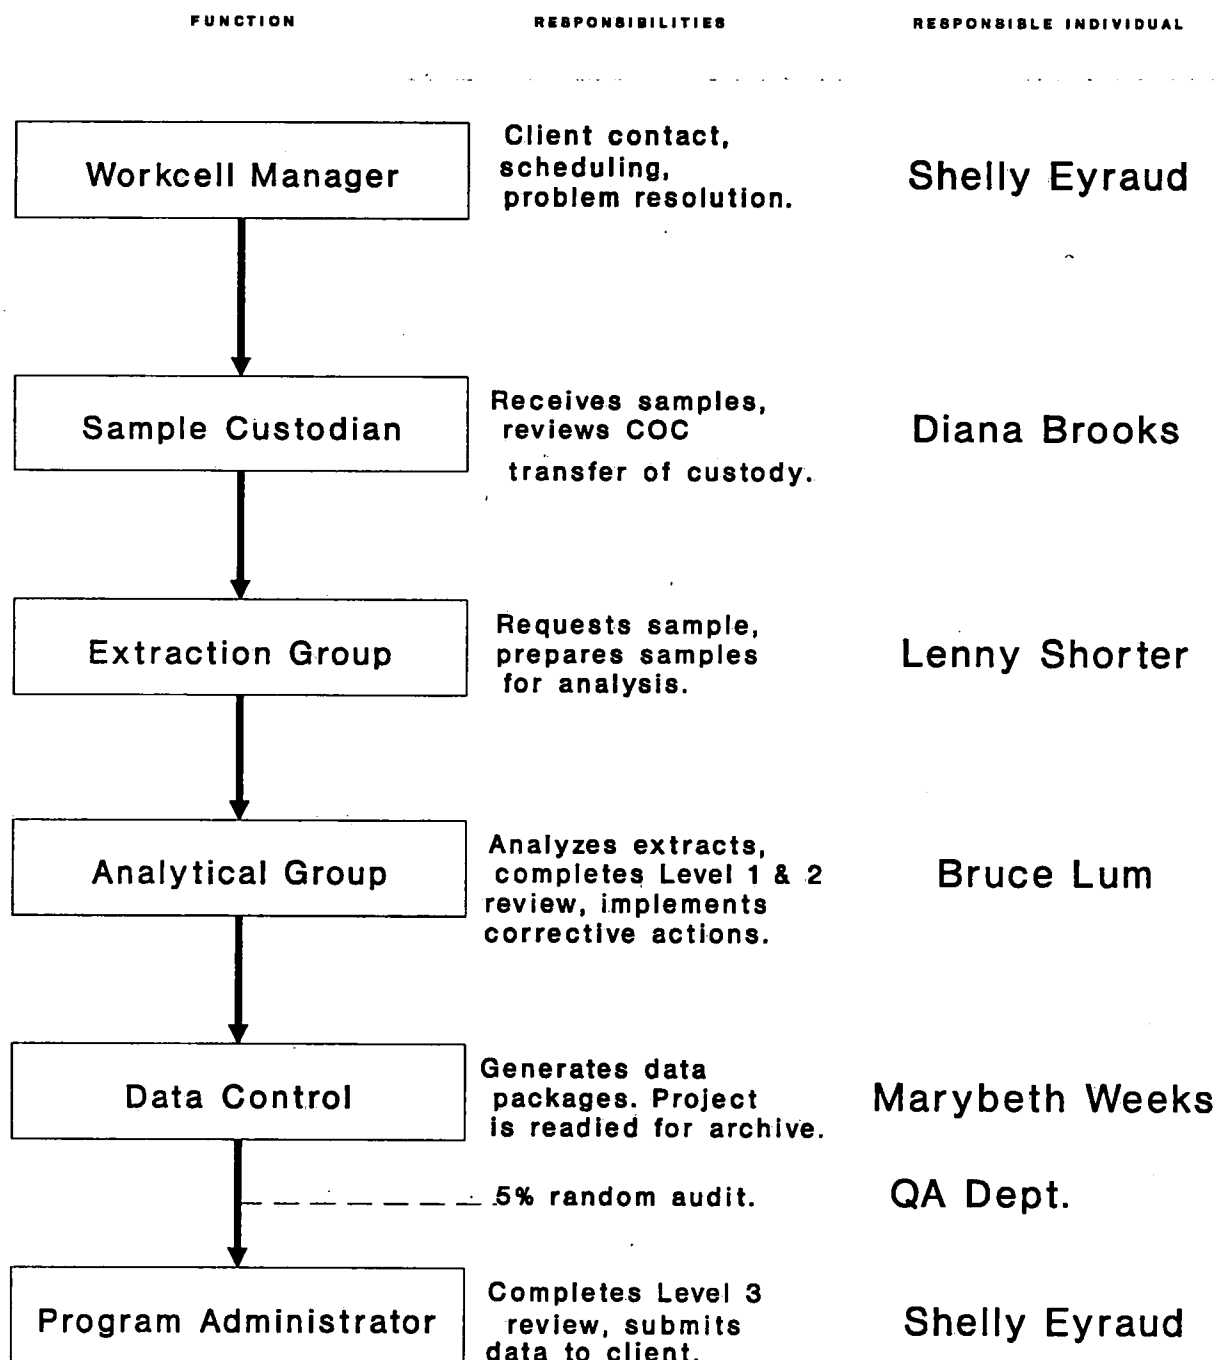 FUNCTION RESPONSIBILITIES RESPONSIBLE INDIVIDUAL
Workcell Manager
Client contact,
scheduling,
problem resolution.
Shelly Eyraud
Sample Custodian
Receives samples,
reviews COC
transfer of custody.
Diana Brooks
Extraction Group
Requests sample,
prepares samples
for analysis.
Lenny Shorter
Analytical Group
Analyzes extracts,
completes Level 1 & 2
review, implements
corrective actions.
Bruce Lum
Data Control
Generates data
packages. Project
is readied for archive.
Marybeth Weeks
5% random audit.
QA Dept.
Program Administrator
Completes Level 3
review, submits
data to client.
Shelly Eyraud